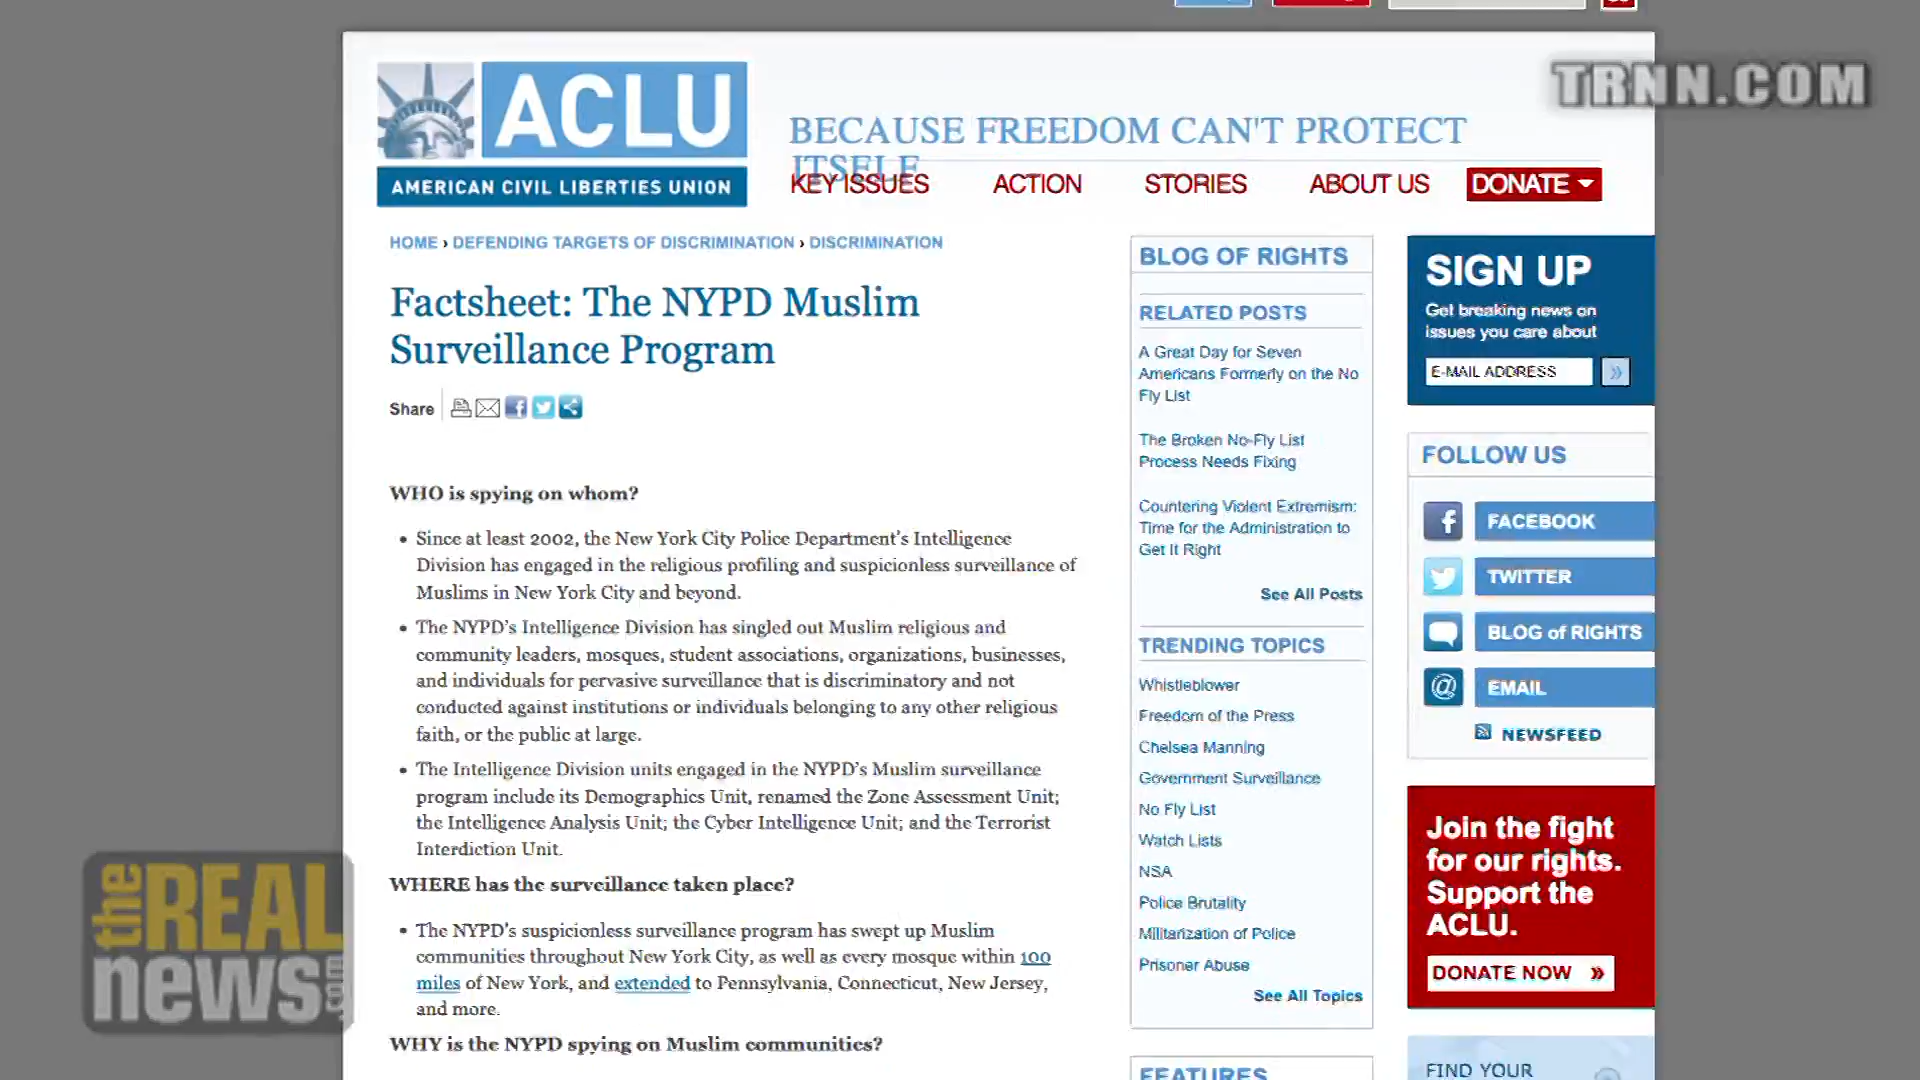 TRNN.COM
ACLU
AMERICAN CIVIL LIBERTIES UNION
BECAUSE FREEDOM CAN'T PROTECT
ITSELF
KEY ISSUES
ACTION
STORIES
ABOUT US
DONATE
HOME › DEFENDING TARGETS OF DISCRIMINATION › DISCRIMINATION
Factsheet: The NYPD Muslim
Surveillance Program
Share
WHO is spying on whom?
• Since at least 2002, the New York City Police Department's Intelligence
Division has engaged in the religious profiling and suspicionless surveillance of
Muslims in New York City and beyond.
• The NYPD's Intelligence Division has singled out Muslim religious and
community leaders, mosques, student associations, organizations, businesses,
and individuals for pervasive surveillance that is discriminatory and not
conducted against institutions or individuals belonging to any other religious
faith, or the public at large.
• The Intelligence Division units engaged in the NYPD's Muslim surveillance
program include its Demographics Unit, renamed the Zone Assessment Unit;
the Intelligence Analysis Unit; the Cyber Intelligence Unit; and the Terrorist
Interdiction Unit.
WHERE has the surveillance taken place?
• The NYPD's suspicionless surveillance program has swept up Muslim
communities throughout New York City, as well as every mosque within 100
miles of New York, and extended to Pennsylvania, Connecticut, New Jersey,
and more.
WHY is the NYPD spying on Muslim communities?
BLOG OF RIGHTS
RELATED POSTS
A Great Day for Seven
Americans Formerly on the No
Fly List
The Broken No-Fly List
Process Needs Fixing
Countering Violent Extremism:
Time for the Administration to
Get It Right
See All Posts
TRENDING TOPICS
Whistleblower
Freedom of the Press
Chelsea Manning
Government Surveillance
No Fly List
Watch Lists
NSA
Police Brutality
Militarization of Police
Prisoner Abuse
See All Topics
FEATURES
SIGN UP
Get breaking news on
issues you care about
E-MAIL ADDRESS »
FOLLOW US
FACEBOOK
TWITTER
BLOG of RIGHTS
@ EMAIL
NEWSFEED
Join the fight
for our rights.
Support the
ACLU.
DONATE NOW »
FIND YOUR
the REAL
news.com